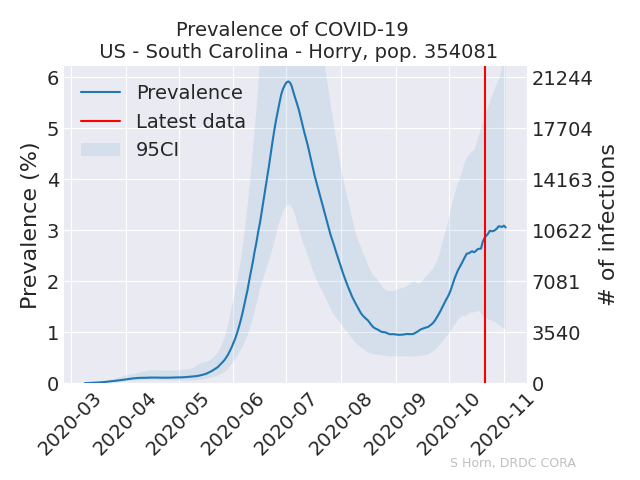 Prevalence of COVID-19
US - South Carolina - Horry, pop. 354081
Prevalence
Latest data
95CI
Prevalence (%)
6
5
4
3
2
1
0
21244
17704
14163
10622
7081
3540
0
# of infections
2020-03
2020-04
2020-05
2020-06
2020-07
2020-08
2020-09
2020-10
2020-11
S Horn, DRDC CORA